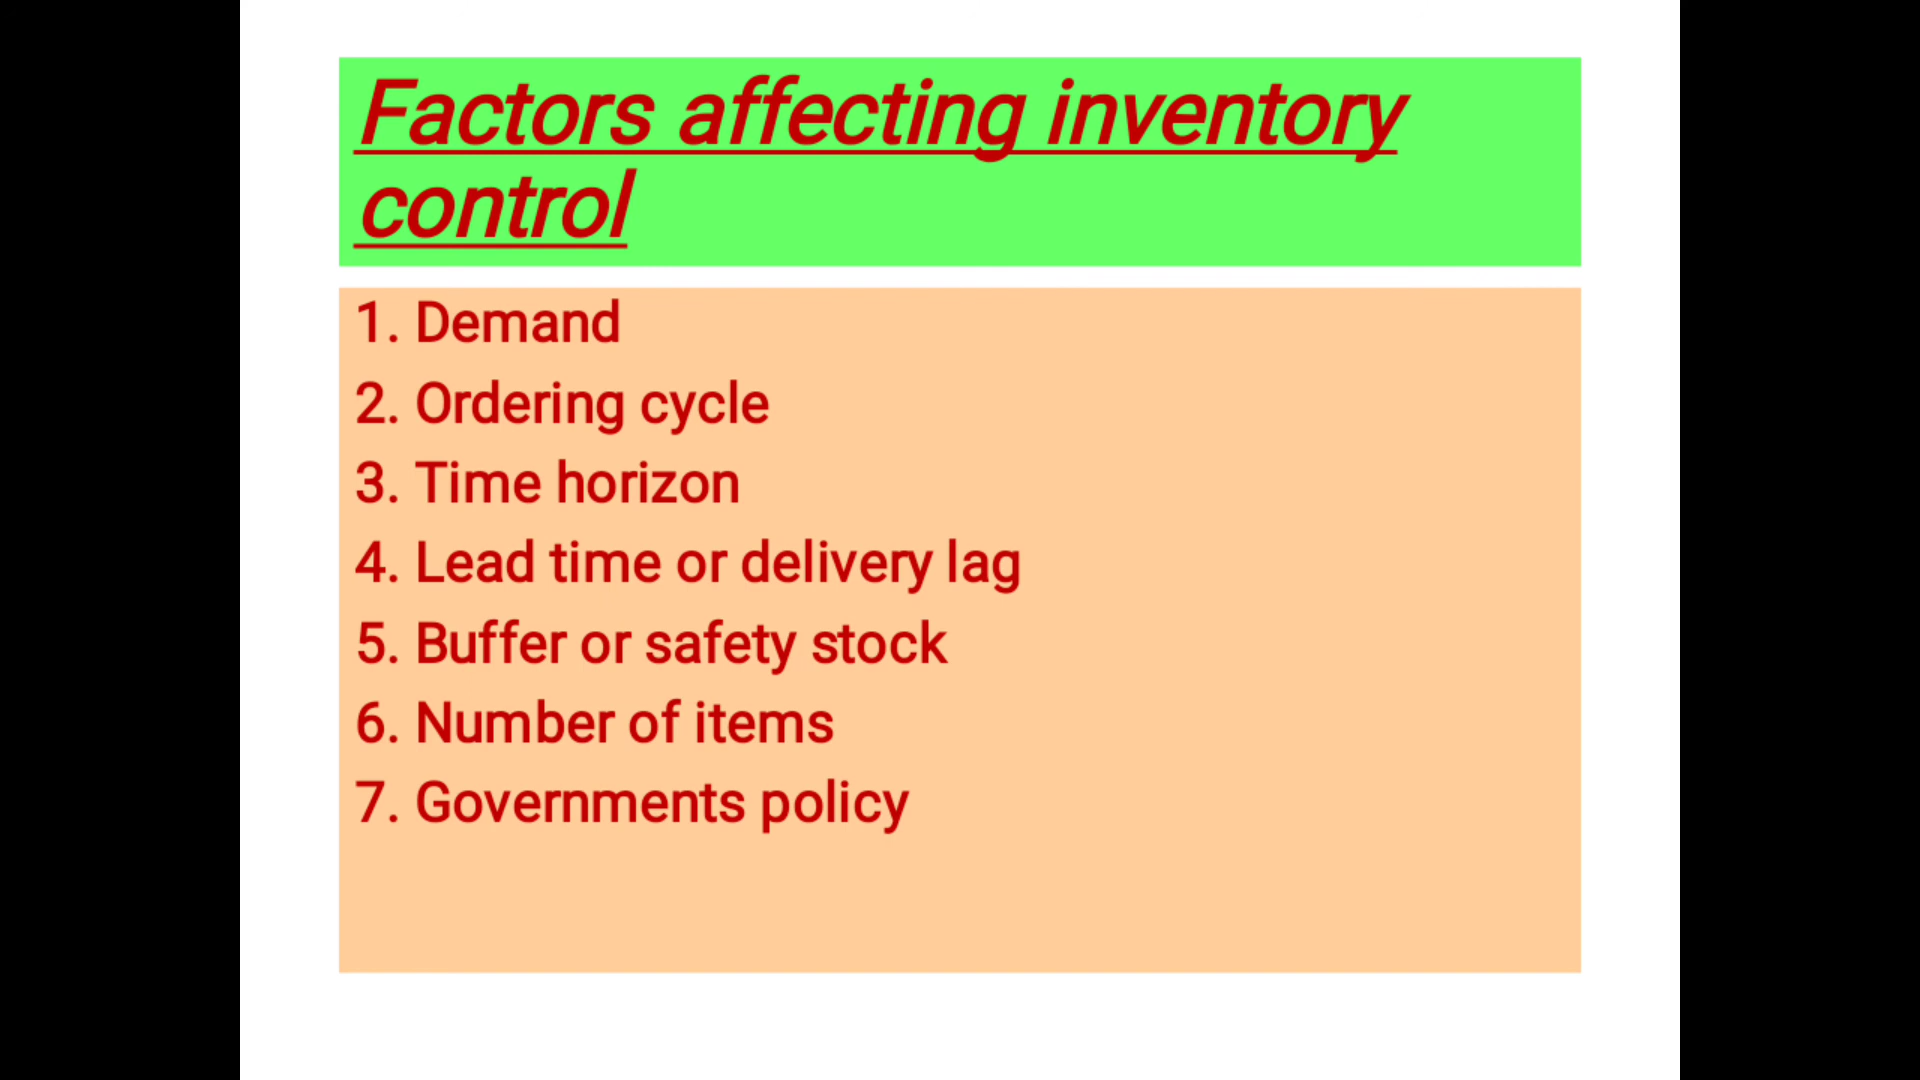 Factors affecting inventory
control
1. Demand
2. Ordering cycle
3. Time horizon
4. Lead time or delivery lag
5. Buffer or safety stock
6. Number of items
7. Governments policy